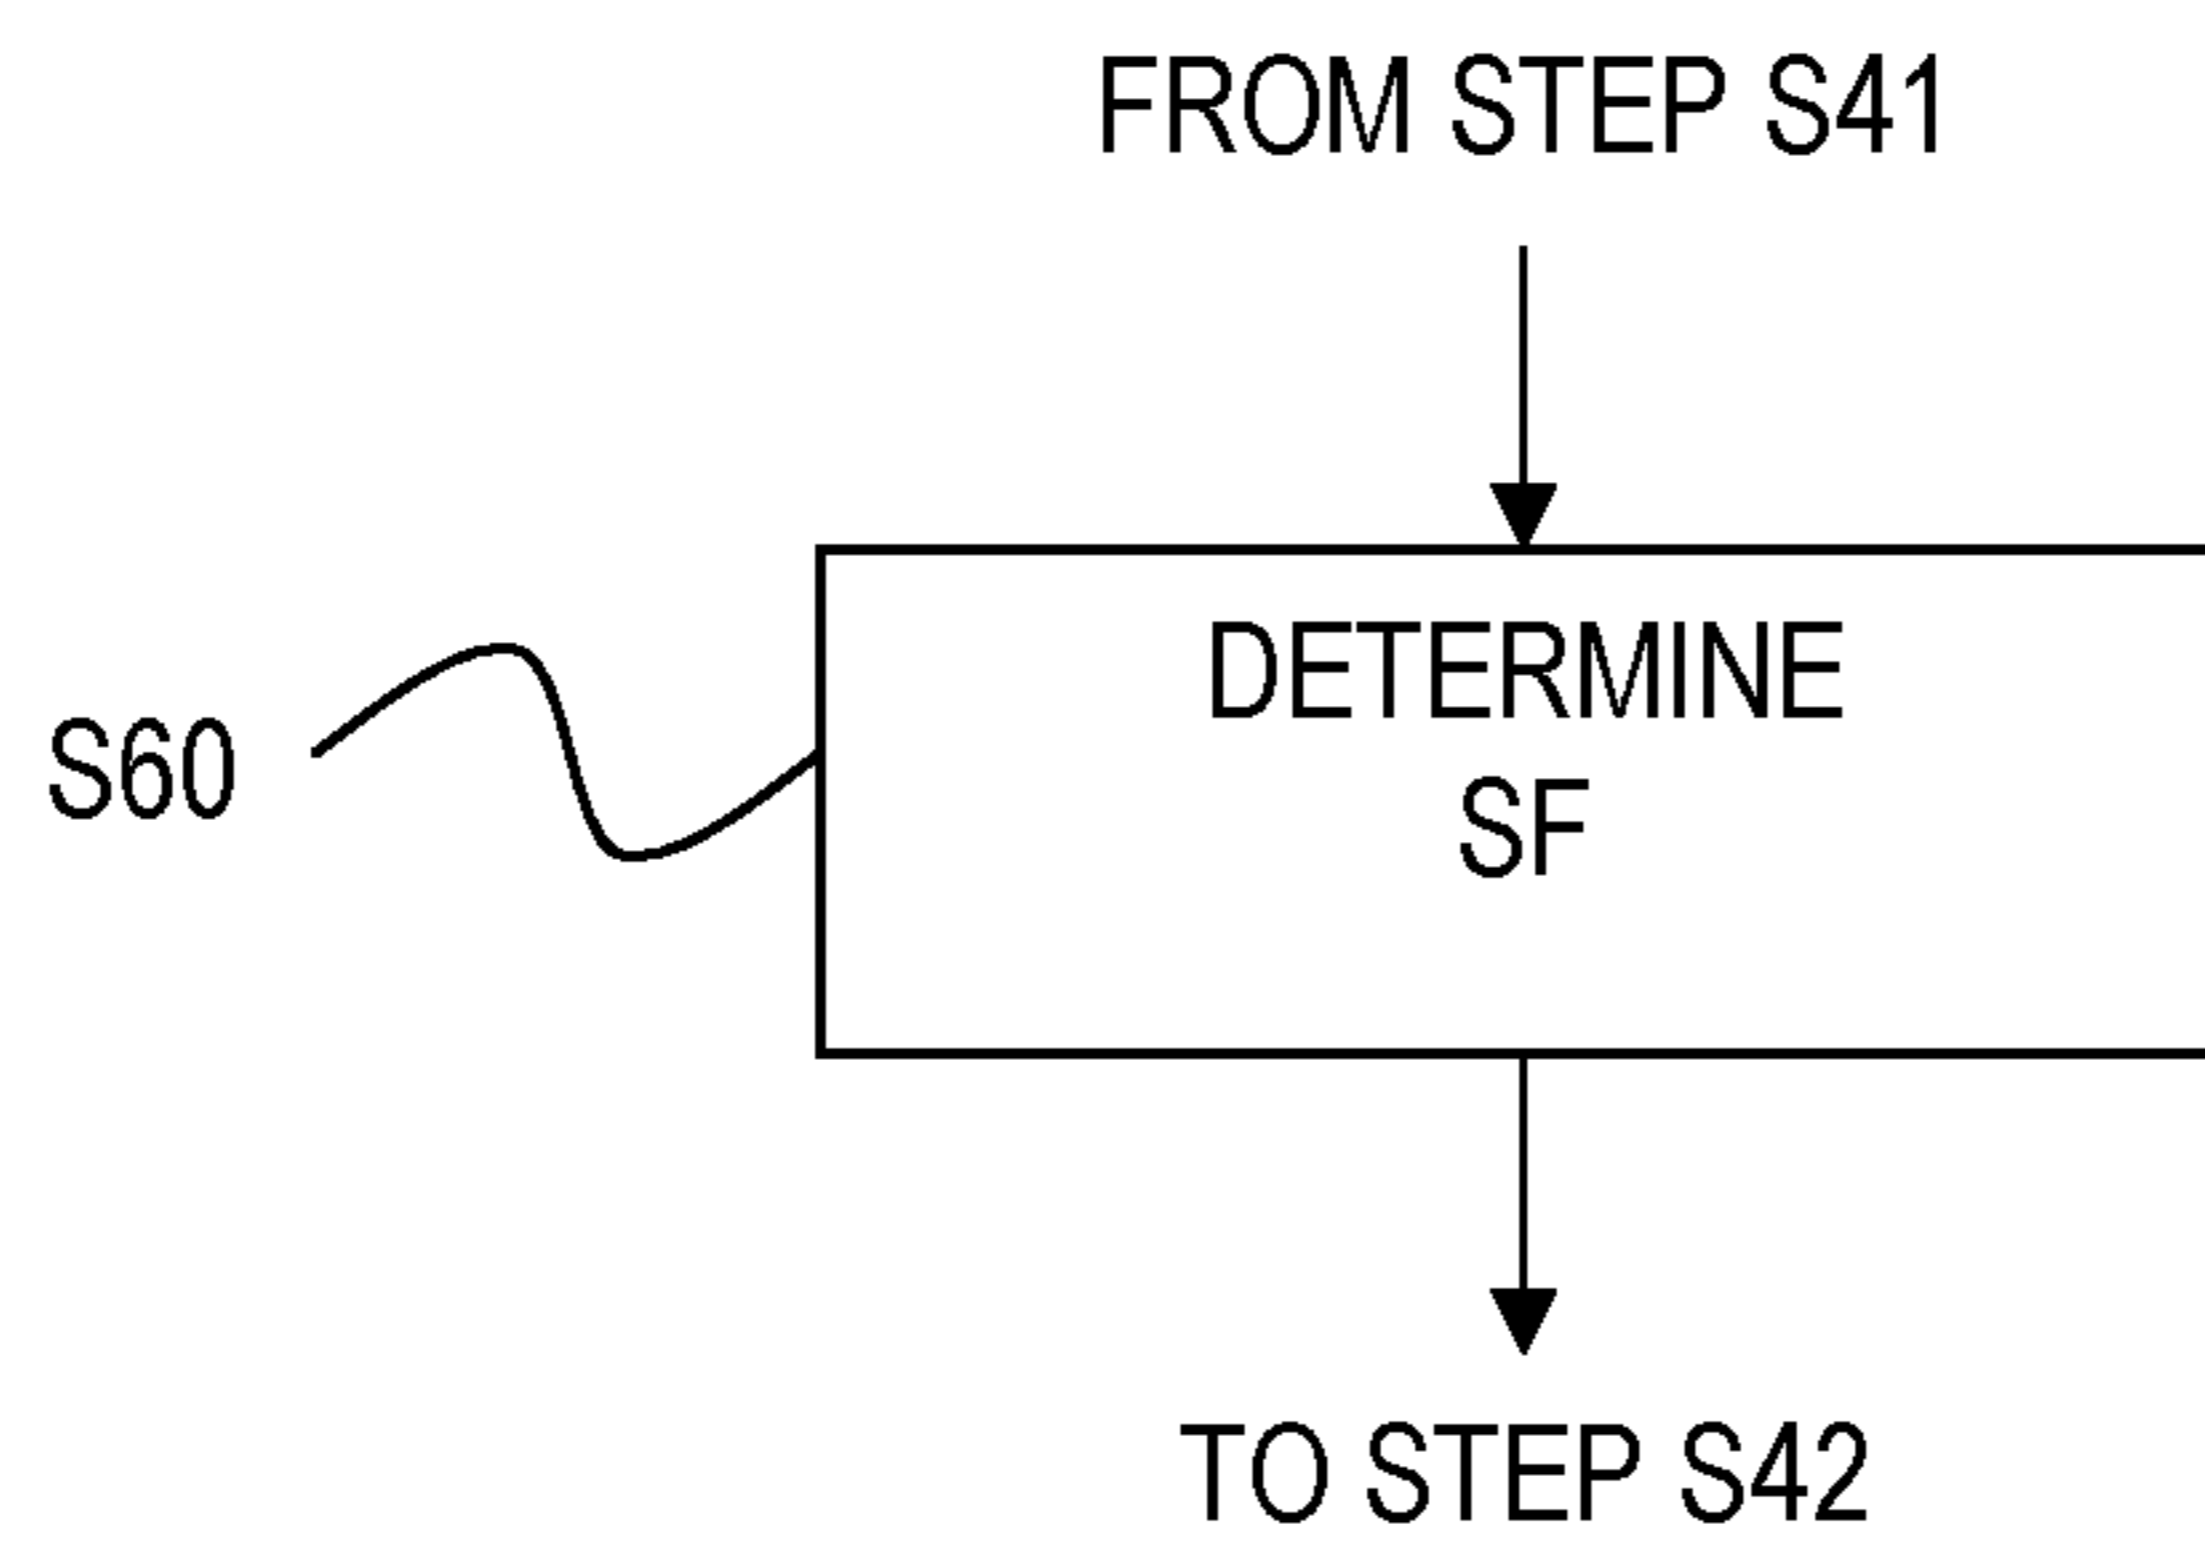 FROM STEP S41
DETERMINE
SF
S60
TO STEP S42